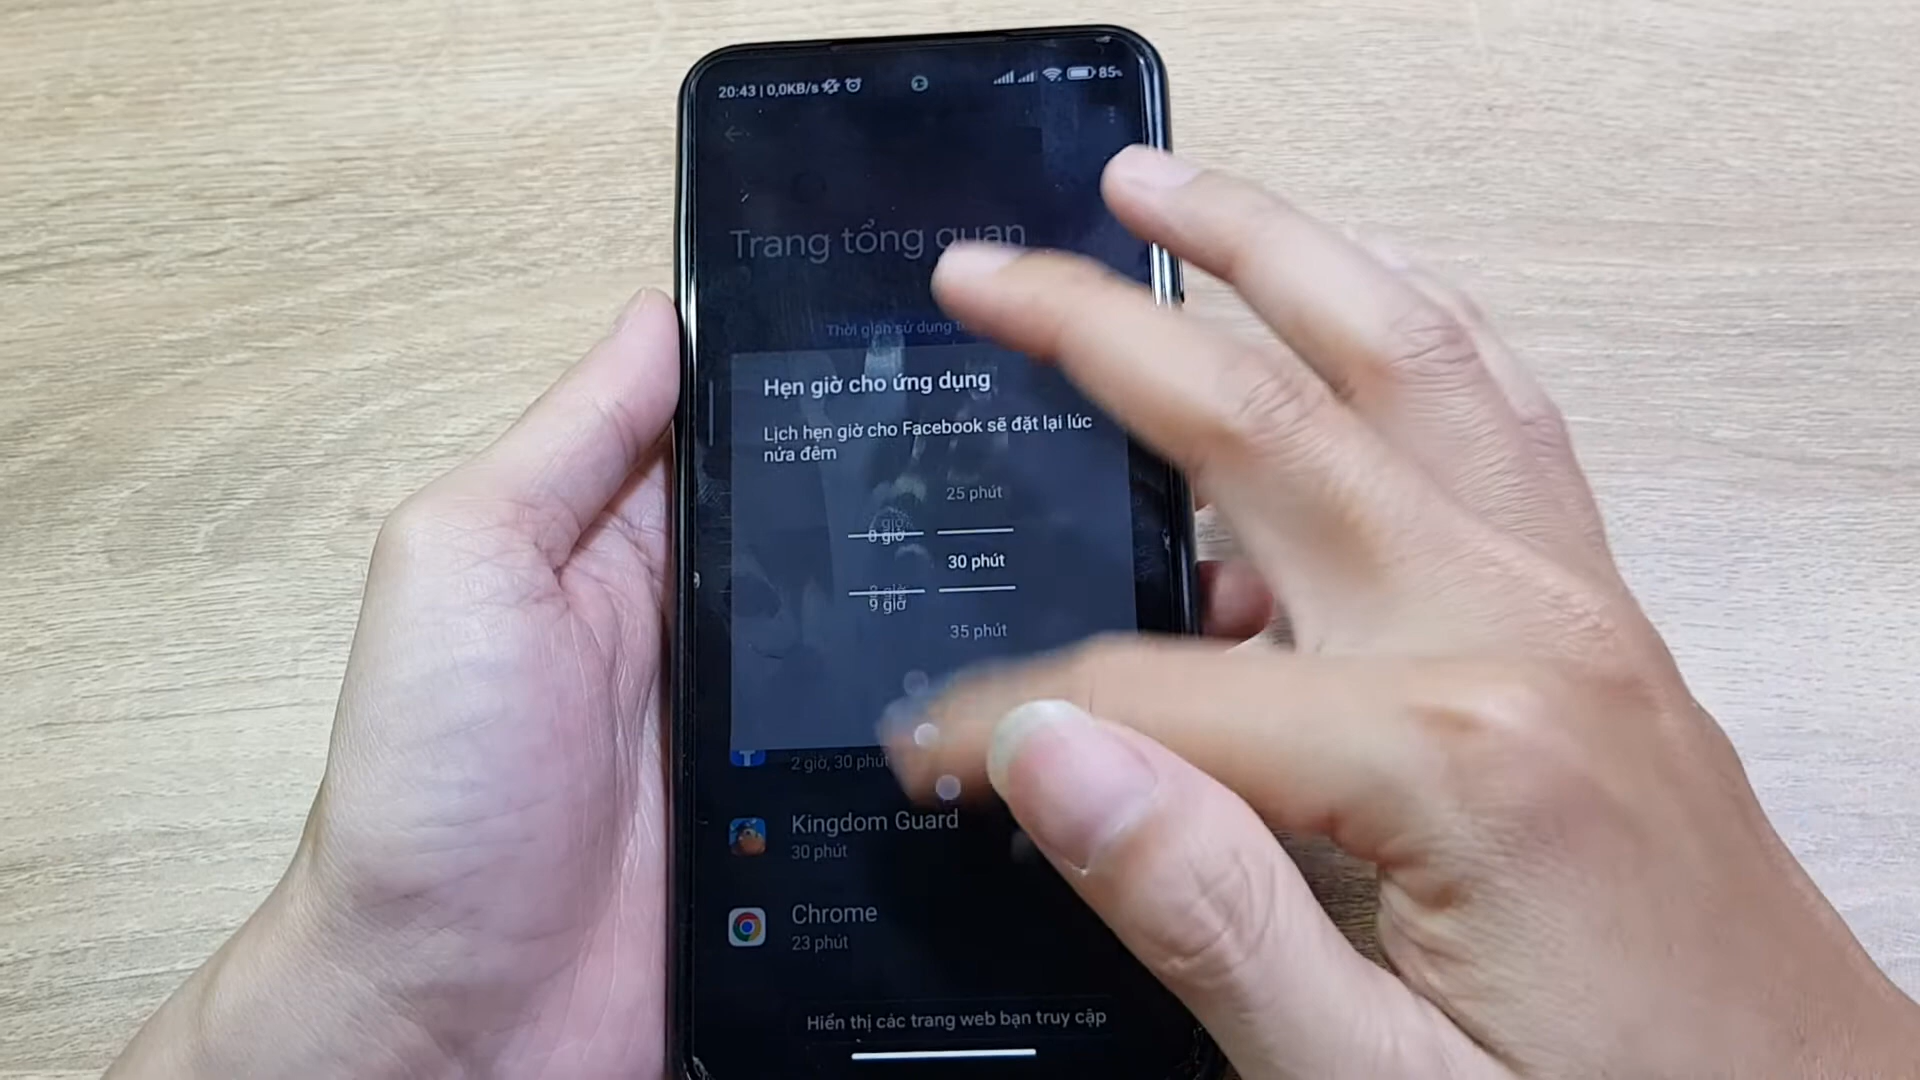 20:43 | 0,0KB/s
85%
Trang tổng quan
Thời gian sử dụng
Hẹn giờ cho ứng dụng
Lịch hẹn giờ cho Facebook sẽ đặt lại lúc
nửa đêm
25 phút
30 phút
9 giờ
35 phút
2 giờ, 30 phút
Kingdom Guard
30 phút
Chrome
23 phút
Hiển thị các trang web bạn truy cập